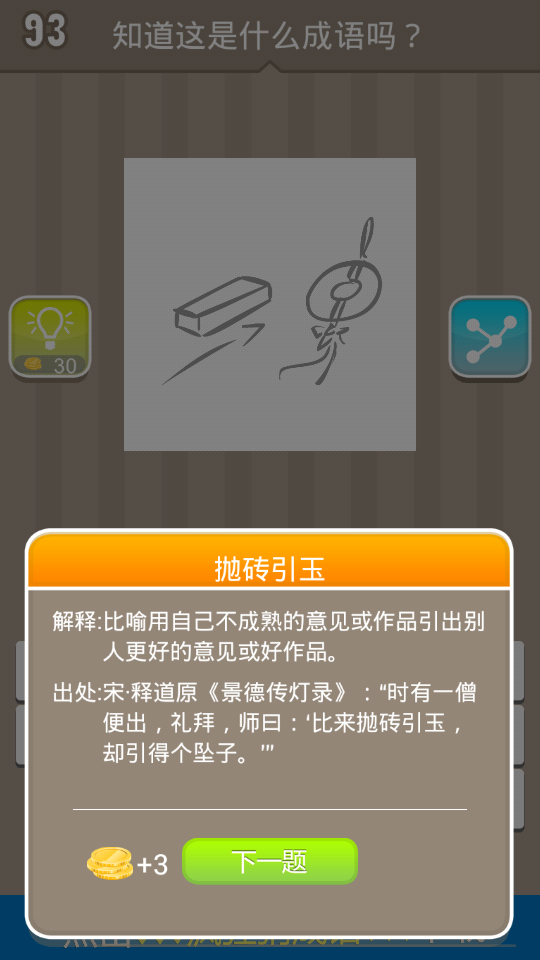 93
知道这是什么成语吗？
30
抛砖引玉
解释:比喻用自己不成熟的意见或作品引出别
人更好的意见或好作品。
出处:宋·释道原《景德传灯录》：“时有一僧
便出，礼拜，师曰：‘比来抛砖引玉，
却引得个坠子。’”
+3
下一题